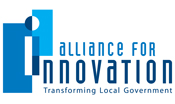 alliance for
innovation
Transforming Local Government